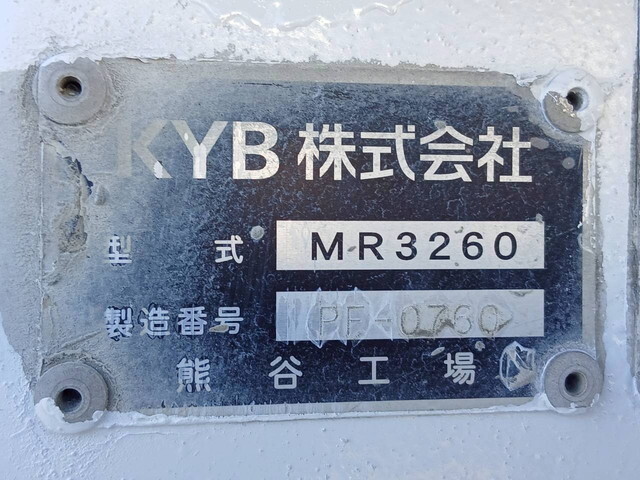 KYB 株式会社
型式 MR3260
製造番号 PF-0760
熊谷工場